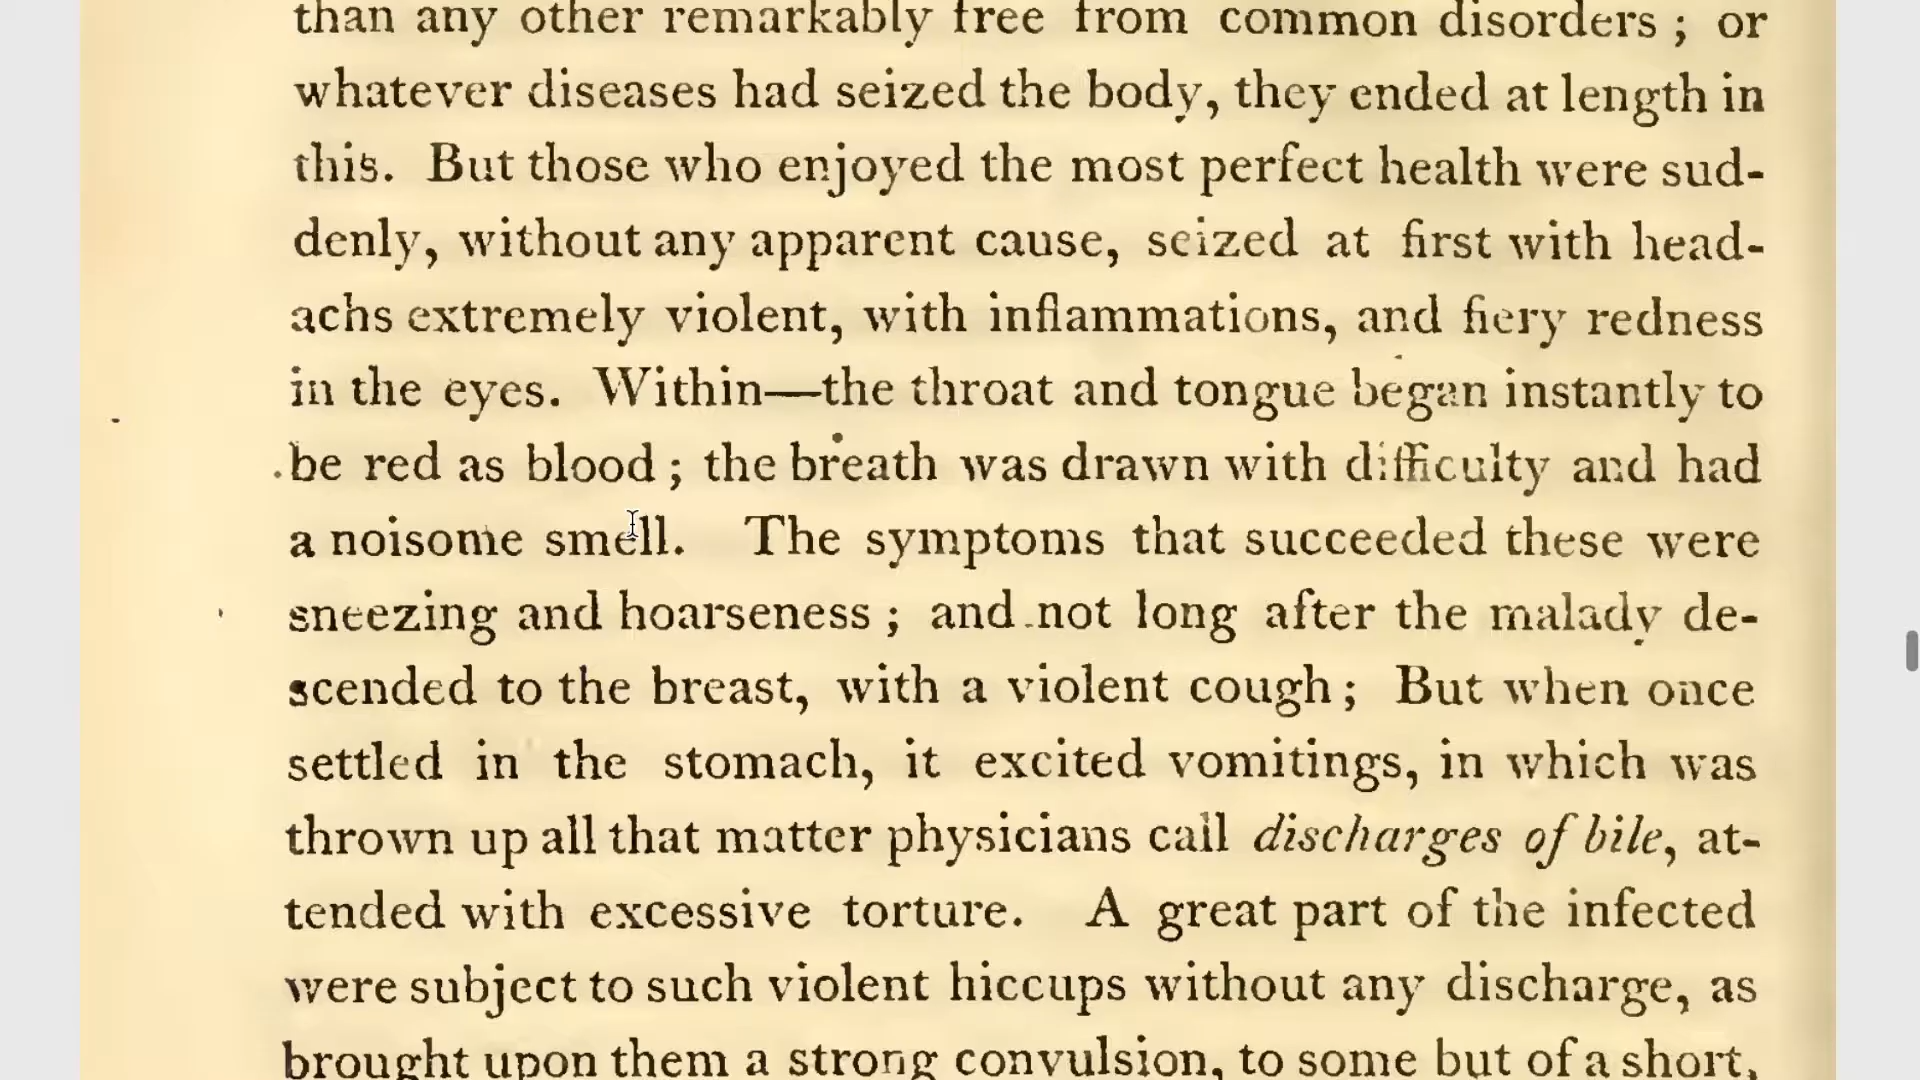 than any other remarkably free from common disorders ; or
whatever diseases had seized the body, they ended at length in
this. But those who enjoyed the most perfect health were sud-
denly, without any apparent cause, seized at first with head-
achs extremely violent, with inflammations, and fiery redness
in the eyes. Within—the throat and tongue began instantly to
be red as blood ; the breath was drawn with difficulty and had
a noisome smell. The symptoms that succeeded these were
sneezing and hoarseness ; and not long after the malady de-
scended to the breast, with a violent cough ; But when once
settled in the stomach, it excited vomitings, in which was
thrown up all that matter physicians call discharges of bile, at-
tended with excessive torture. A great part of the infected
were subject to such violent hiccups without any discharge, as
brought upon them a strong convulsion, to some but of a short,